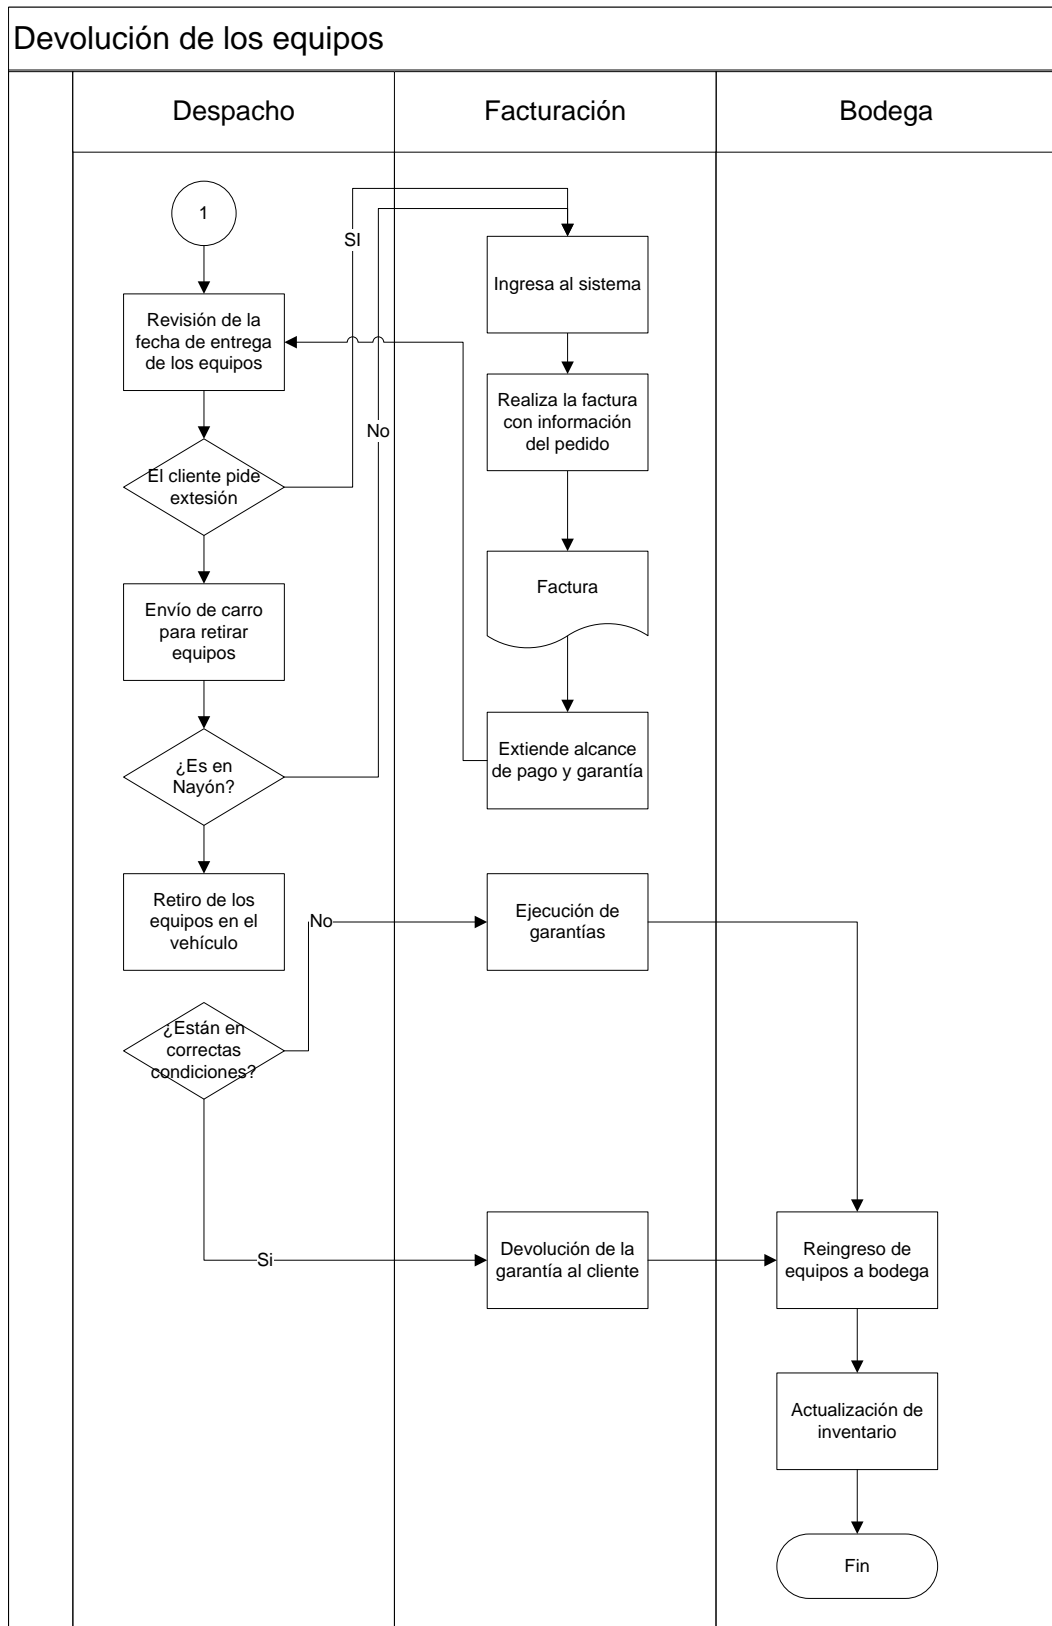 Devolución de los equipos
Despacho
Facturación
Bodega
1
SI
Ingresa al sistema
Revisión de la
fecha de entrega
de los equipos
Realiza la factura
con información
del pedido
No
El cliente pide
extesión
Factura
Envío de carro
para retirar
equipos
Extiende alcance
de pago y garantía
¿Es en
Nayón?
Retiro de los
equipos en el
vehículo
No
Ejecución de
garantías
¿Están en
correctas
condiciones?
Si
Devolución de la
garantía al cliente
Reingreso de
equipos a bodega
Actualización de
inventario
Fin